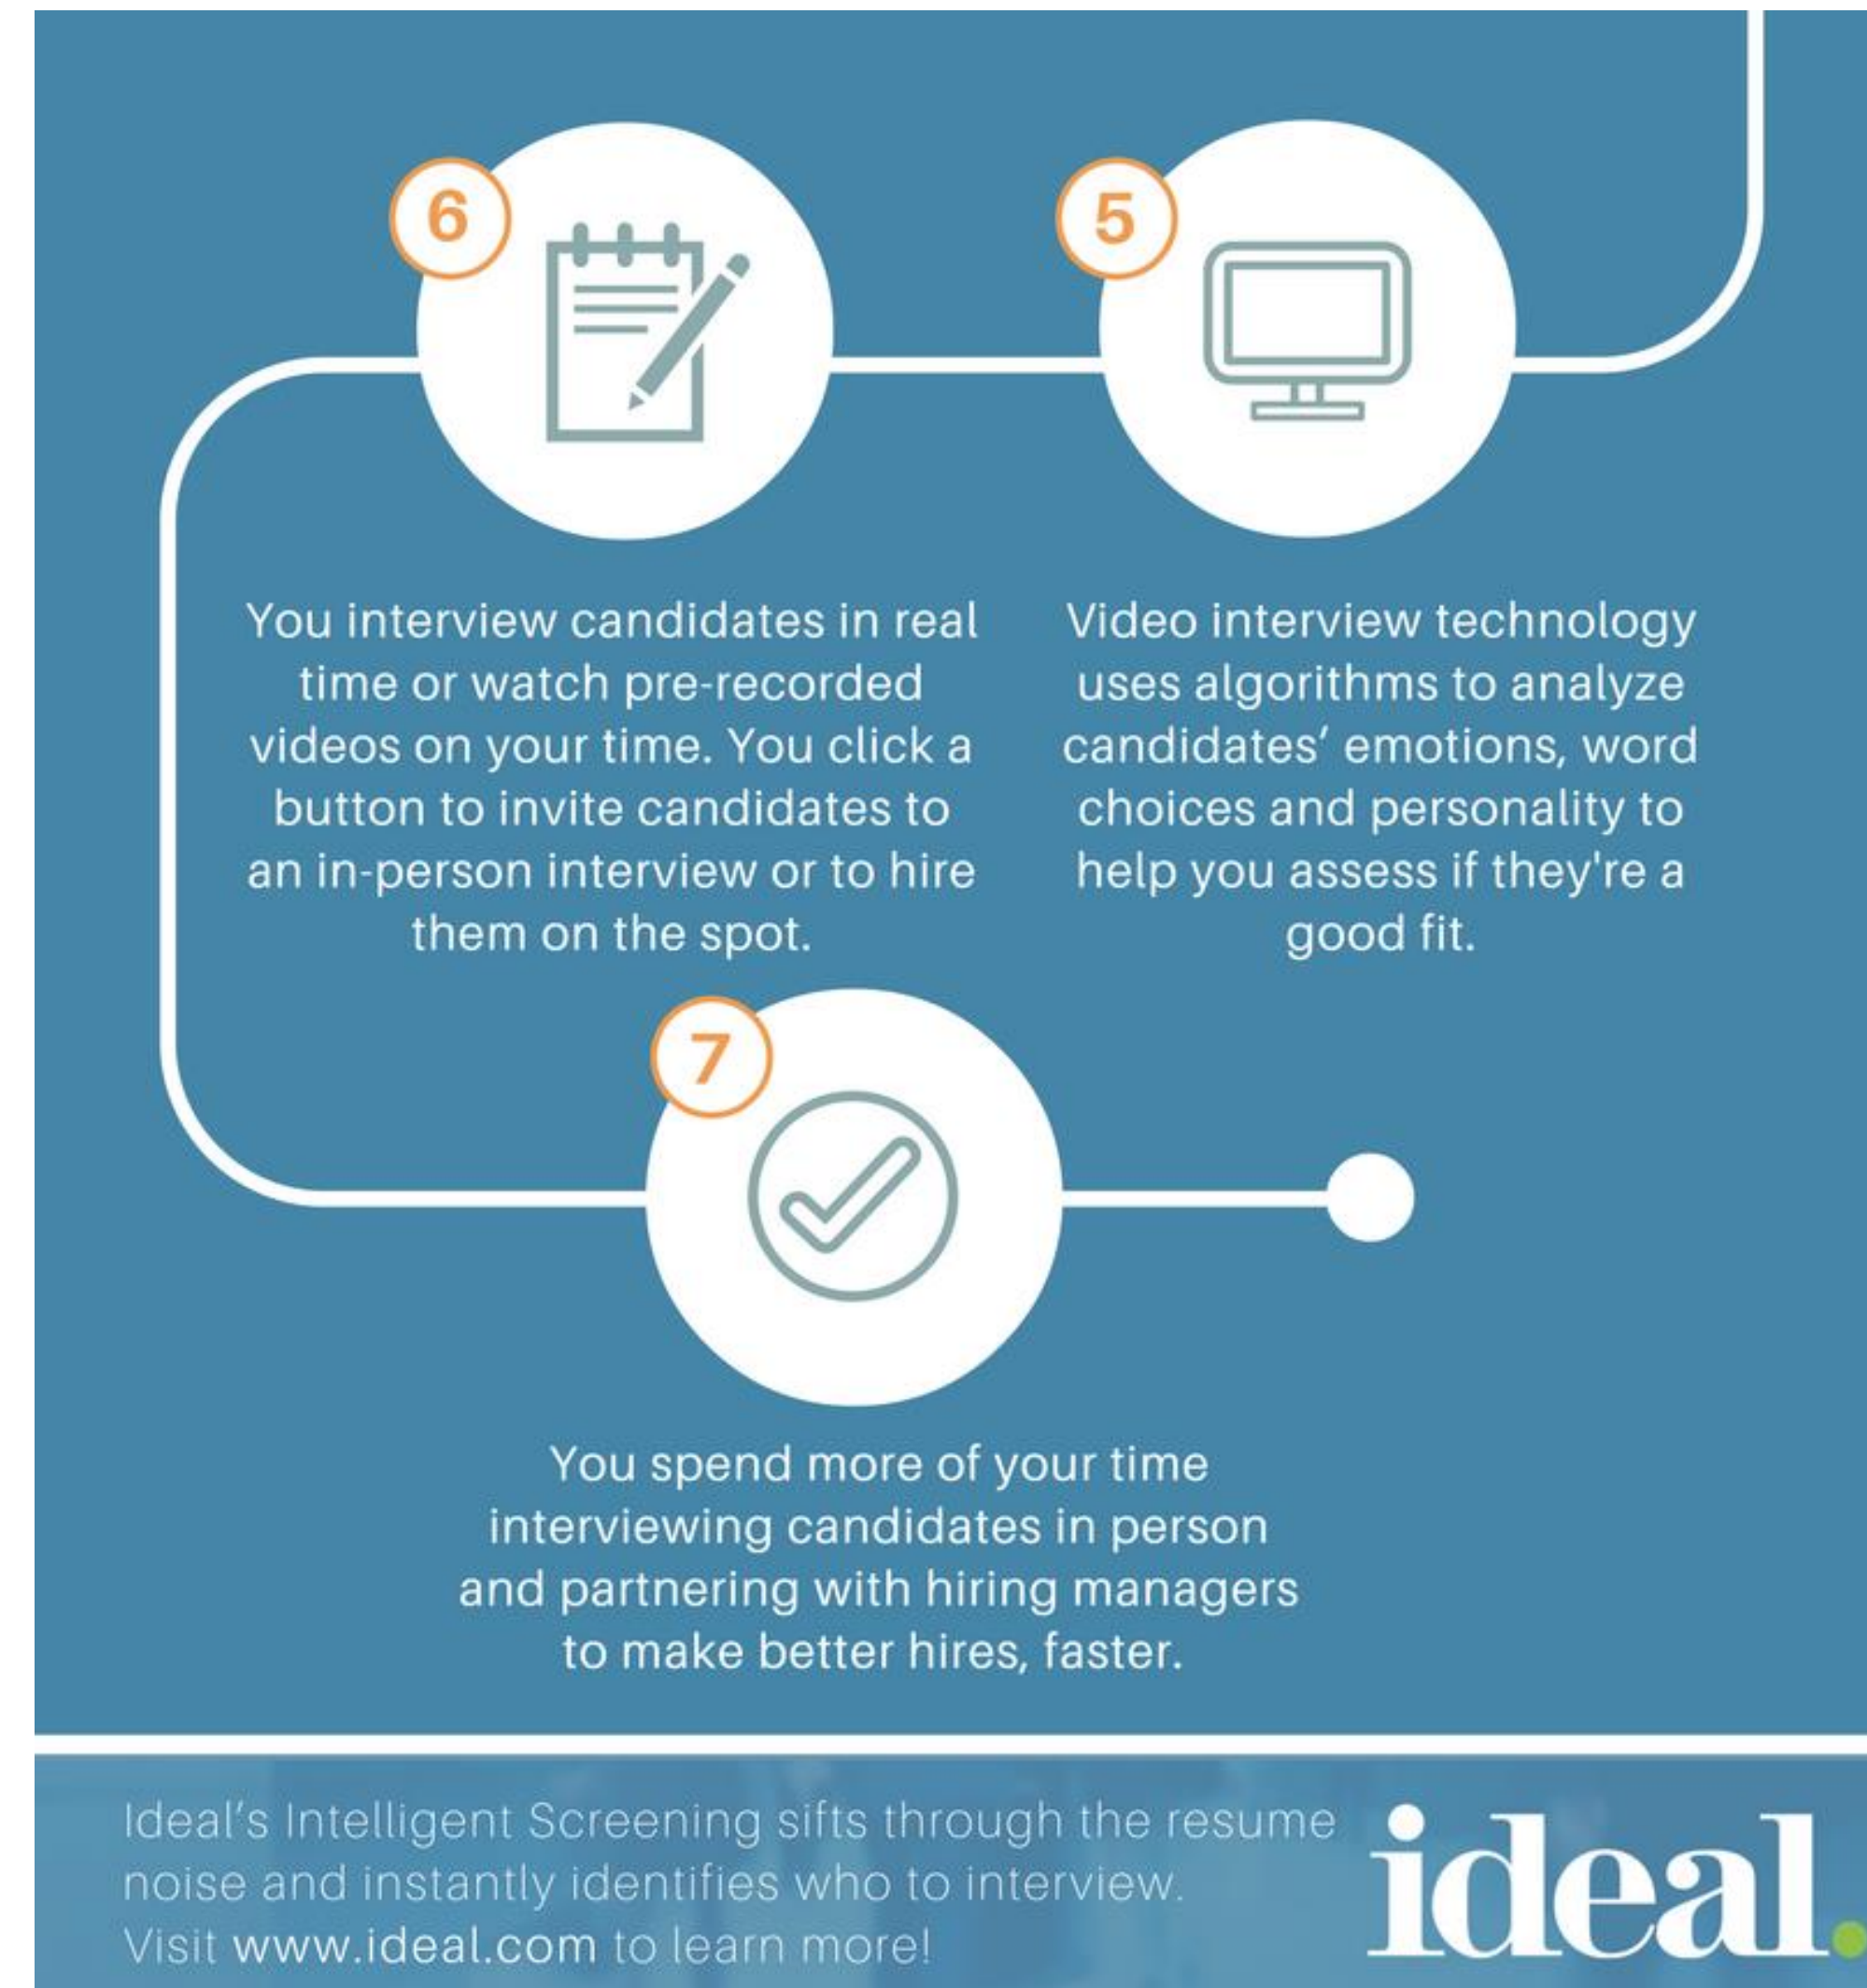 6
You interview candidates in real
time or watch pre-recorded
videos on your time. You click a
button to invite candidates to
an in-person interview or to hire
them on the spot.
5
Video interview technology
uses algorithms to analyze
candidates’ emotions, word
choices and personality to
help you assess if they're a
good fit.
7
You spend more of your time
interviewing candidates in person
and partnering with hiring managers
to make better hires, faster.
Ideal’s Intelligent Screening sifts through the resume
noise and instantly identifies who to interview.
Visit www.ideal.com to learn more!
ideal.